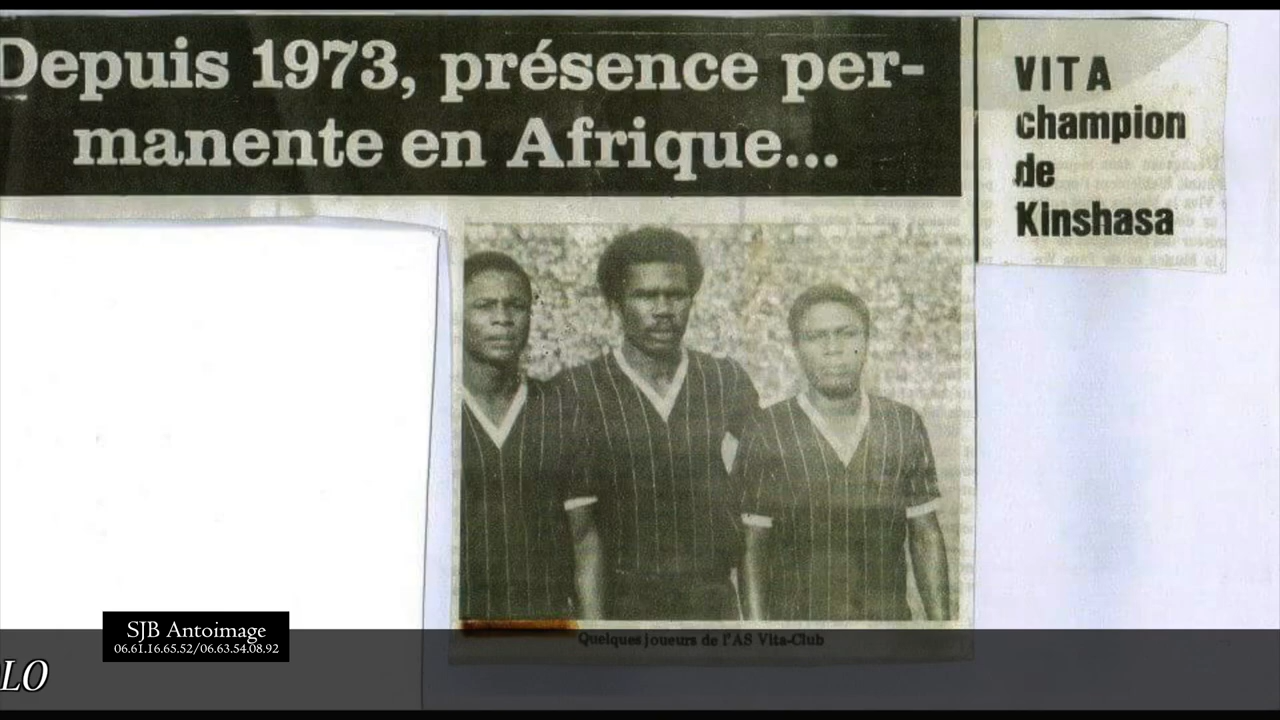 Depuis 1973, présence per-
manente en Afrique...
VITA
champion
de
Kinshasa
Quelques joueurs de l'AS Vita-Club
SJB Antoimage
06.61.16.65.52/06.63.54.08.92
LO